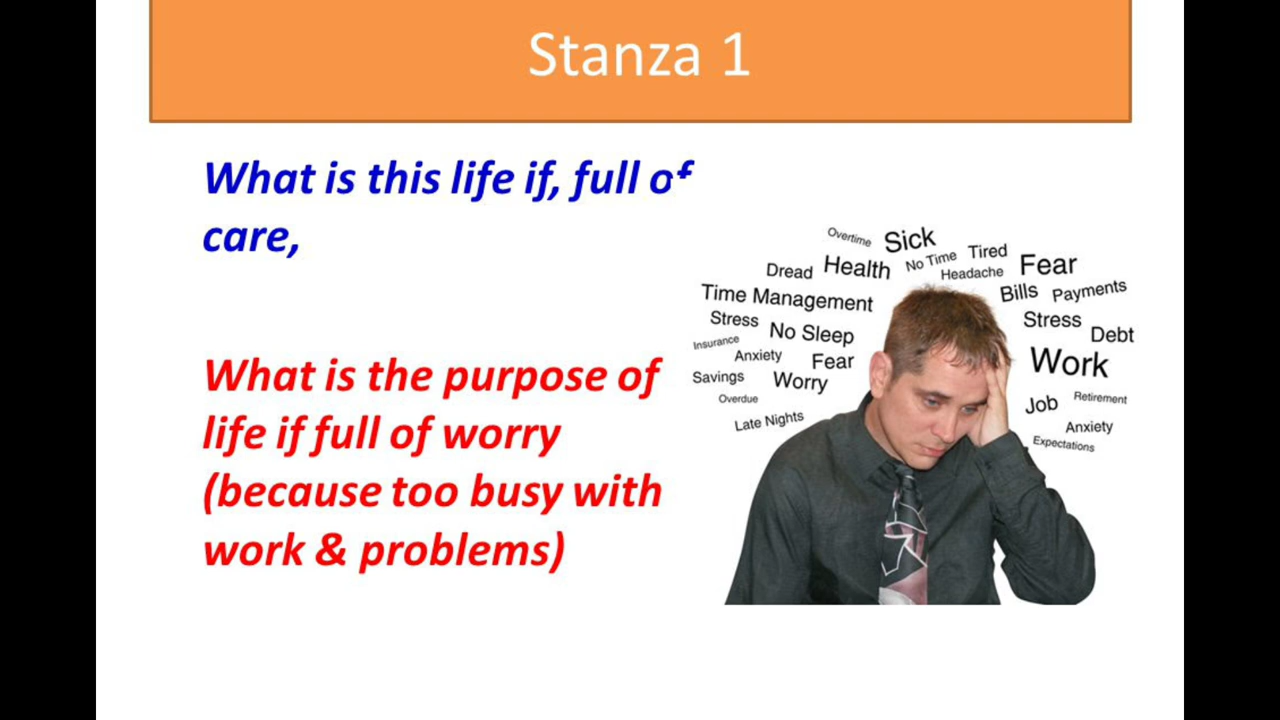 Stanza 1
What is this life if, full of
care,
What is the purpose of
life if full of worry
(because too busy with
work & problems)
Overtime
Sick
Dread
Health
No Time
Tired
Headache
Fear
Time Management
Bills
Payments
Stress
No Sleep
Stress
Debt
Insurance
Anxiety
Fear
Work
Savings
Worry
Overdue
Job
Retirement
Late Nights
Anxiety
Expectations